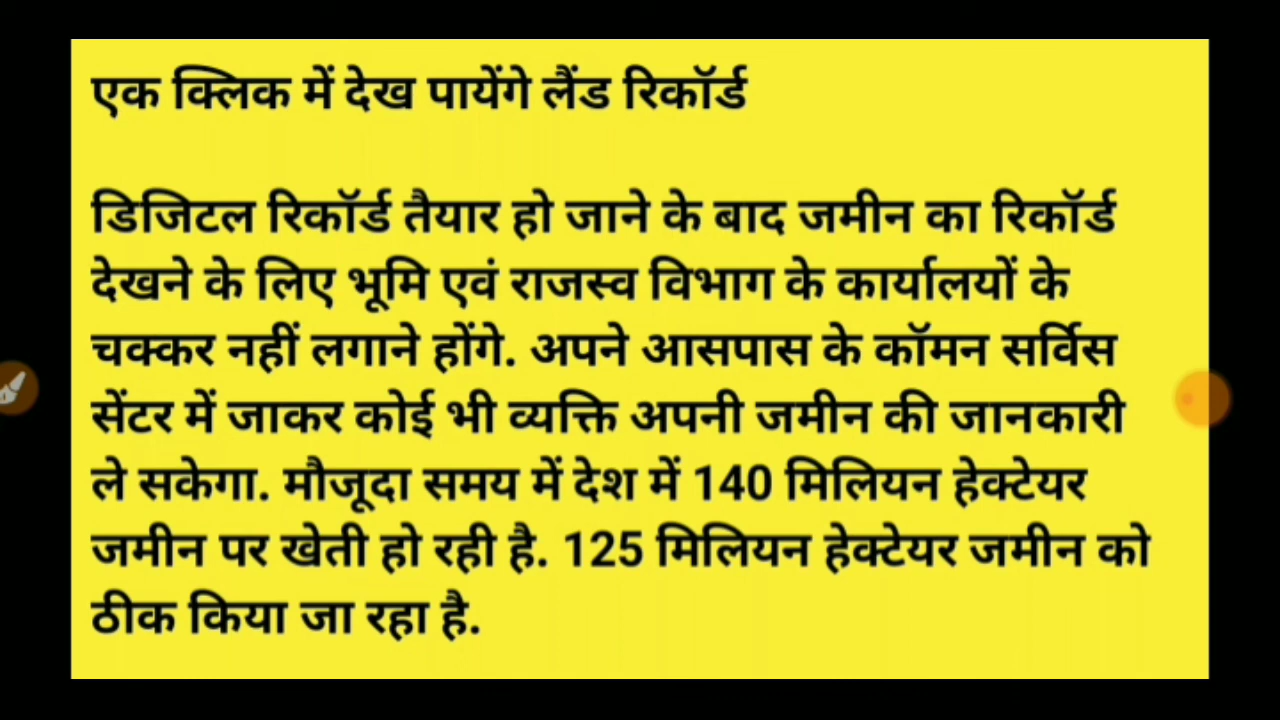 एक क्लिक में देख पायेंगे लैंड रिकॉर्ड
डिजिटल रिकॉर्ड तैयार हो जाने के बाद जमीन का रिकॉर्ड
देखने के लिए भूमि एवं राजस्व विभाग के कार्यालयों के
चक्कर नहीं लगाने होंगे. अपने आसपास के कॉमन सर्विस
सेंटर में जाकर कोई भी व्यक्ति अपनी जमीन की जानकारी
ले सकेगा. मौजूदा समय में देश में 140 मिलियन हेक्टेयर
जमीन पर खेती हो रही है. 125 मिलियन हेक्टेयर जमीन को
ठीक किया जा रहा है.